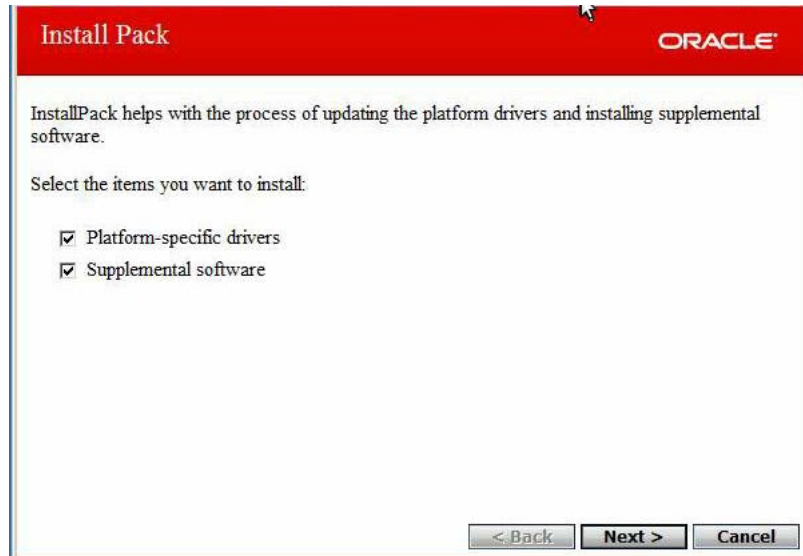 Install Pack
ORACLE
InstallPack helps with the process of updating the platform drivers and installing supplemental
software.
Select the items you want to install:
Platform-specific drivers
Supplemental software
< Back Next > Cancel